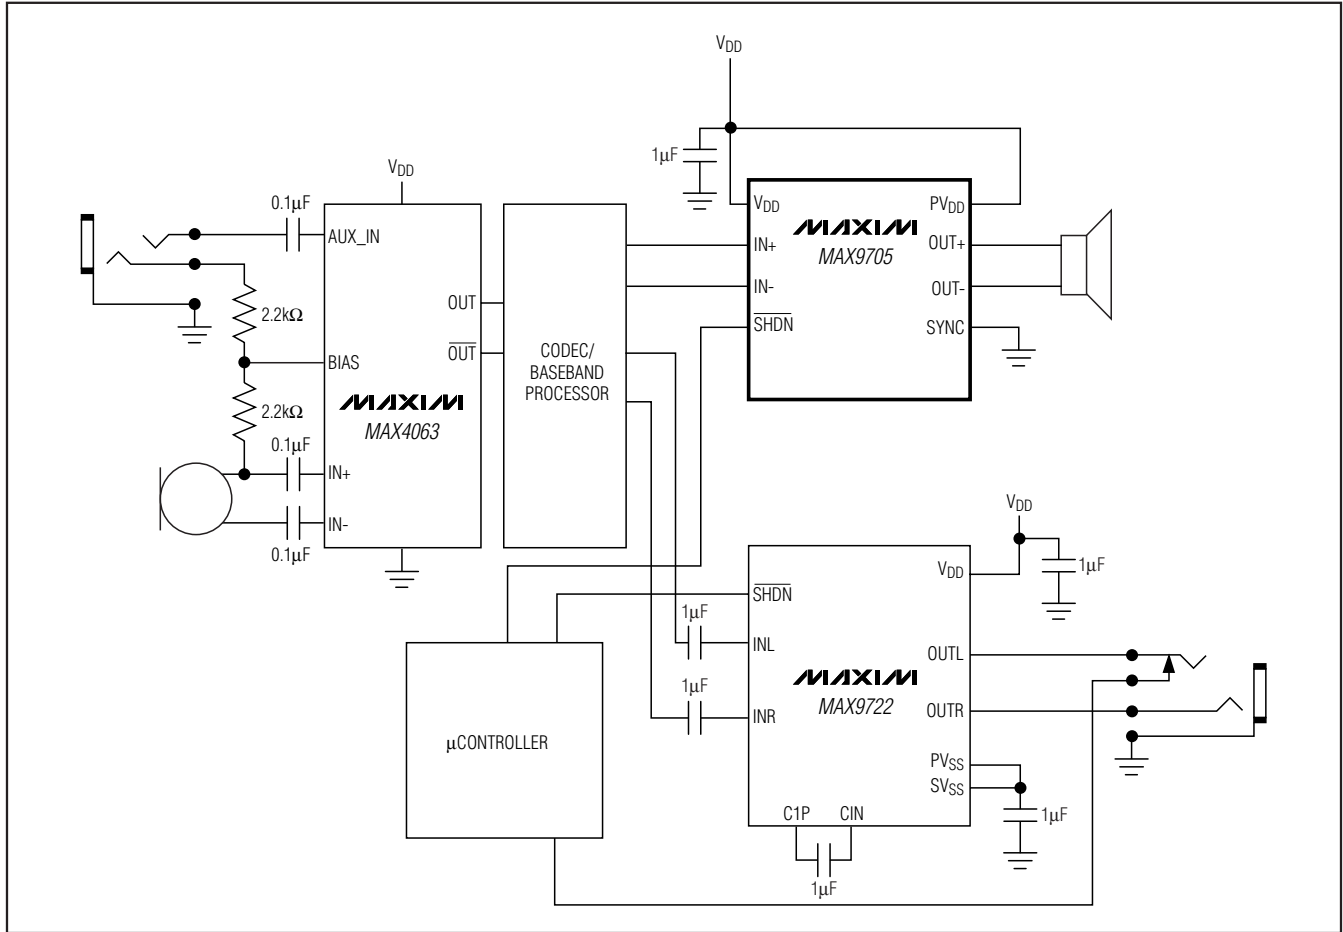 VDD
1µF
VDD
0.1µF
AUX_IN
VDD
PVDD
MAXIM
MAX9705
IN+
OUT+
IN-
OUT-
SHDN
SYNC
2.2kΩ
OUT
OUT
CODEC/
BASEBAND
PROCESSOR
BIAS
MAXIM
MAX4063
2.2kΩ
0.1µF
IN+
IN-
0.1µF
VDD
1µF
VDD
SHDN
1µF
INL
OUTL
MAXIM
MAX9722
1µF
INR
OUTR
µCONTROLLER
PVSS
SVSS
1µF
C1P
CIN
1µF